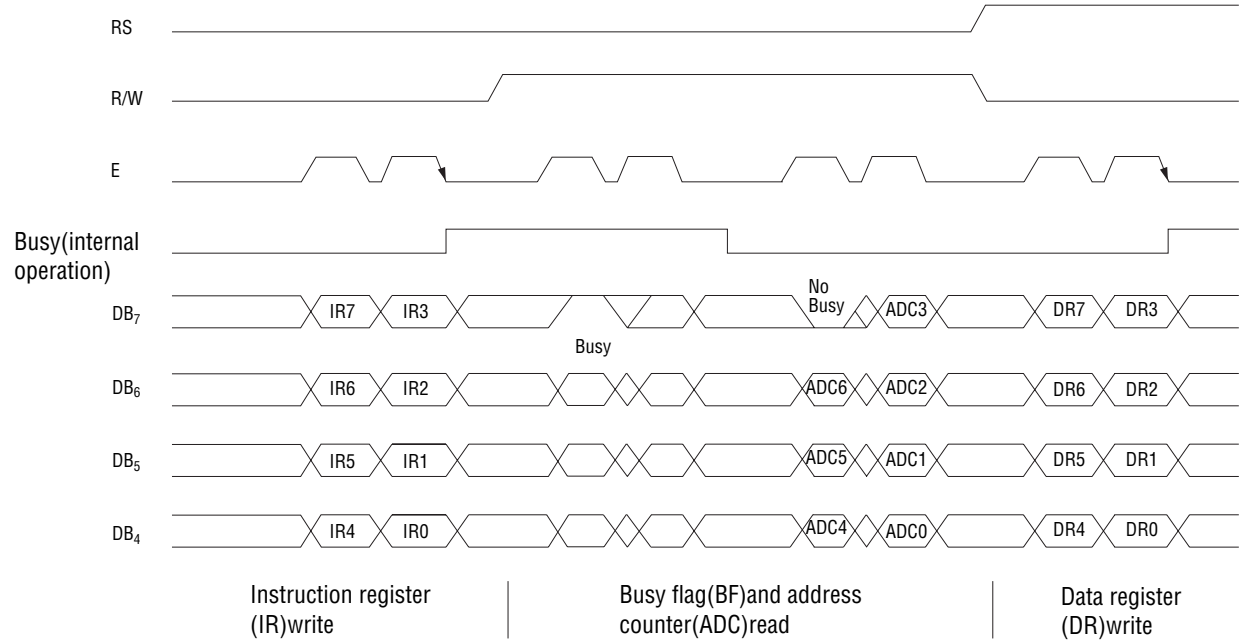 RS
R/W
E
Busy(internal
operation)
No
Busy
DB7 IR7 IR3 ADC3 DR7 DR3
Busy
DB6 IR6 IR2 ADC6 ADC2 DR6 DR2
DB5 IR5 IR1 ADC5 ADC1 DR5 DR1
DB4 IR4 IR0 ADC4 ADC0 DR4 DR0
Instruction register
(IR)write
Busy flag(BF)and address
counter(ADC)read
Data register
(DR)write